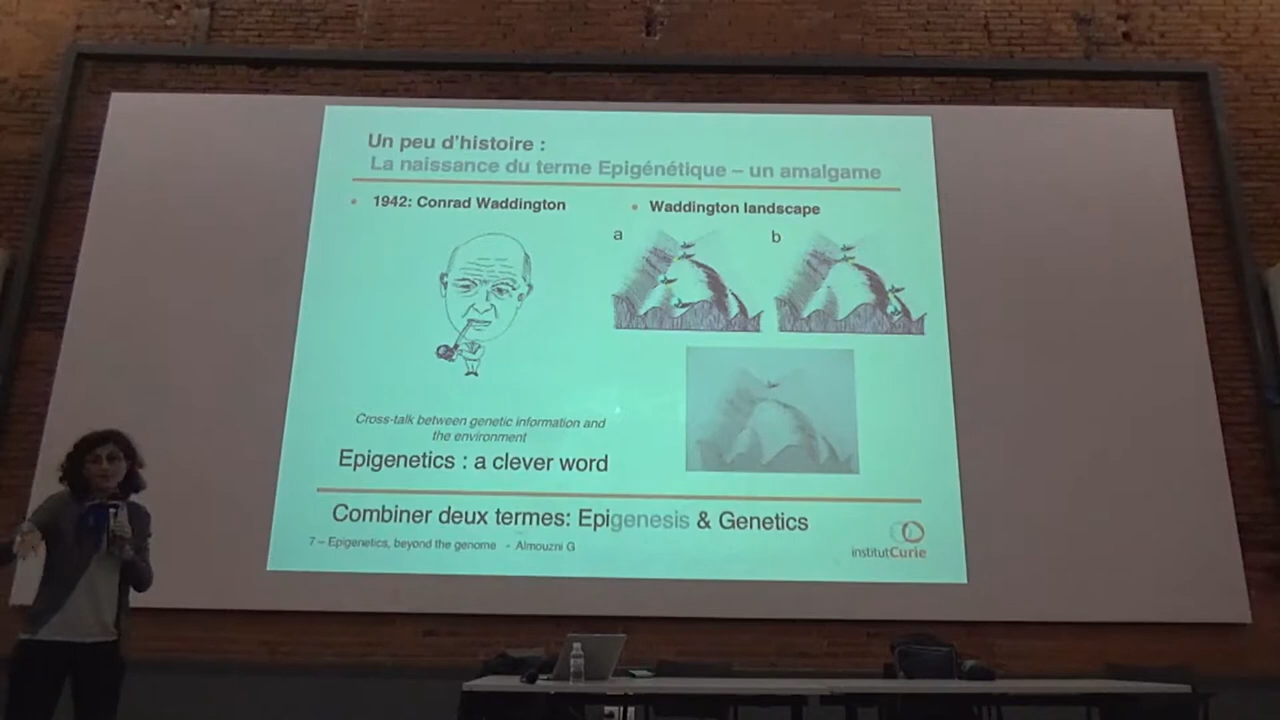 Un peu d'histoire :
La naissance du terme Epigénétique – un amalgame
• 1942: Conrad Waddington
• Waddington landscape
a
b
Cross-talk between genetic information and
the environment
Epigenetics : a clever word
Combiner deux termes: Epigenesis & Genetics
7 – Epigenetics, beyond the genome - Almouzni G
institutCurie